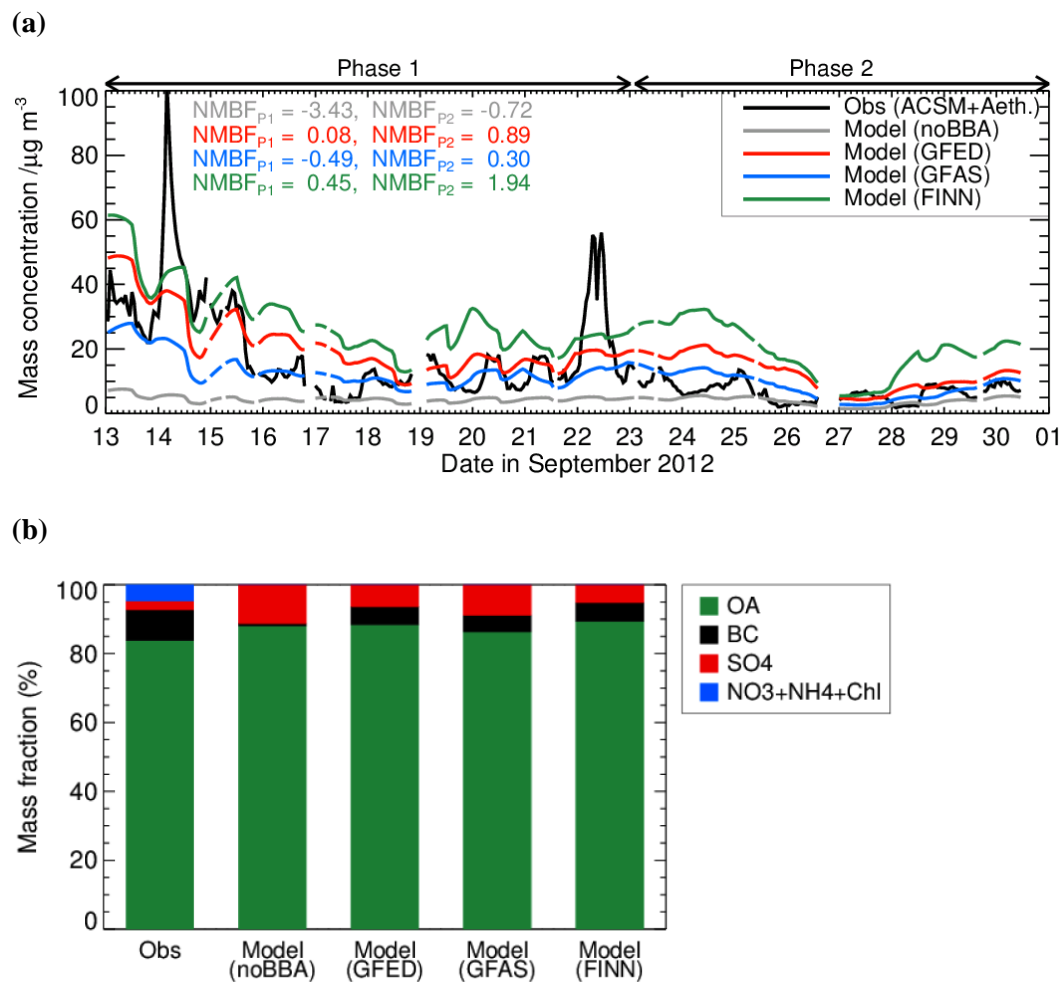 (a)
Phase 1
Phase 2
NMBF_P1 = -3.43, NMBF_P2 = -0.72
NMBF_P1 = 0.08, NMBF_P2 = 0.89
NMBF_P1 = -0.49, NMBF_P2 = 0.30
NMBF_P1 = 0.45, NMBF_P2 = 1.94
Obs (ACSM+Aeth.)
Model (noBBA)
Model (GFED)
Model (GFAS)
Model (FINN)
Mass concentration /µg m⁻³
100
80
60
40
20
0
13 14 15 16 17 18 19 20 21 22 23 24 25 26 27 28 29 30 01
Date in September 2012
(b)
Mass fraction (%)
100
80
60
40
20
0
Obs
Model (noBBA)
Model (GFED)
Model (GFAS)
Model (FINN)
OA
BC
SO4
NO3+NH4+Chl